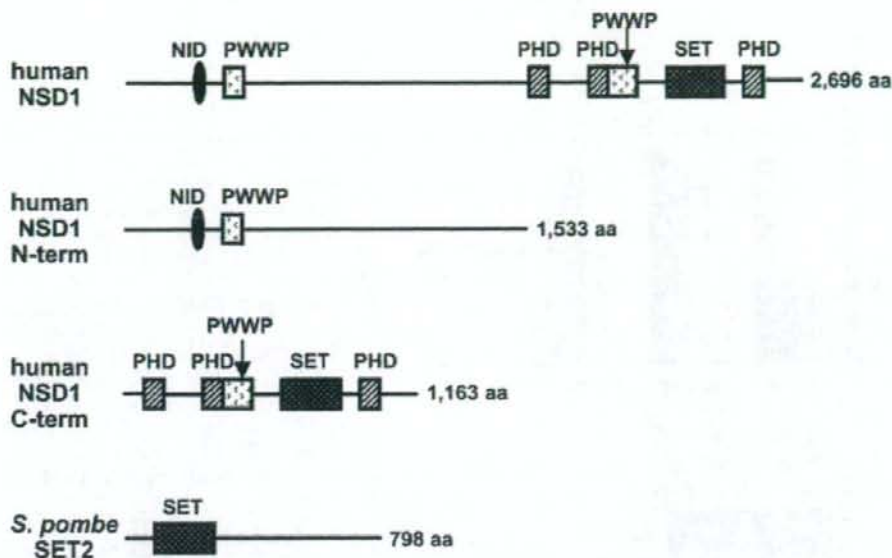 PWWP
NID PWWP PHD PHD SET PHD
human
NSD1
2,696 aa
NID PWWP
human
NSD1
N-term
1,533 aa
PWWP
PHD PHD SET PHD
human
NSD1
C-term
1,163 aa
SET
S. pombe
SET2
798 aa